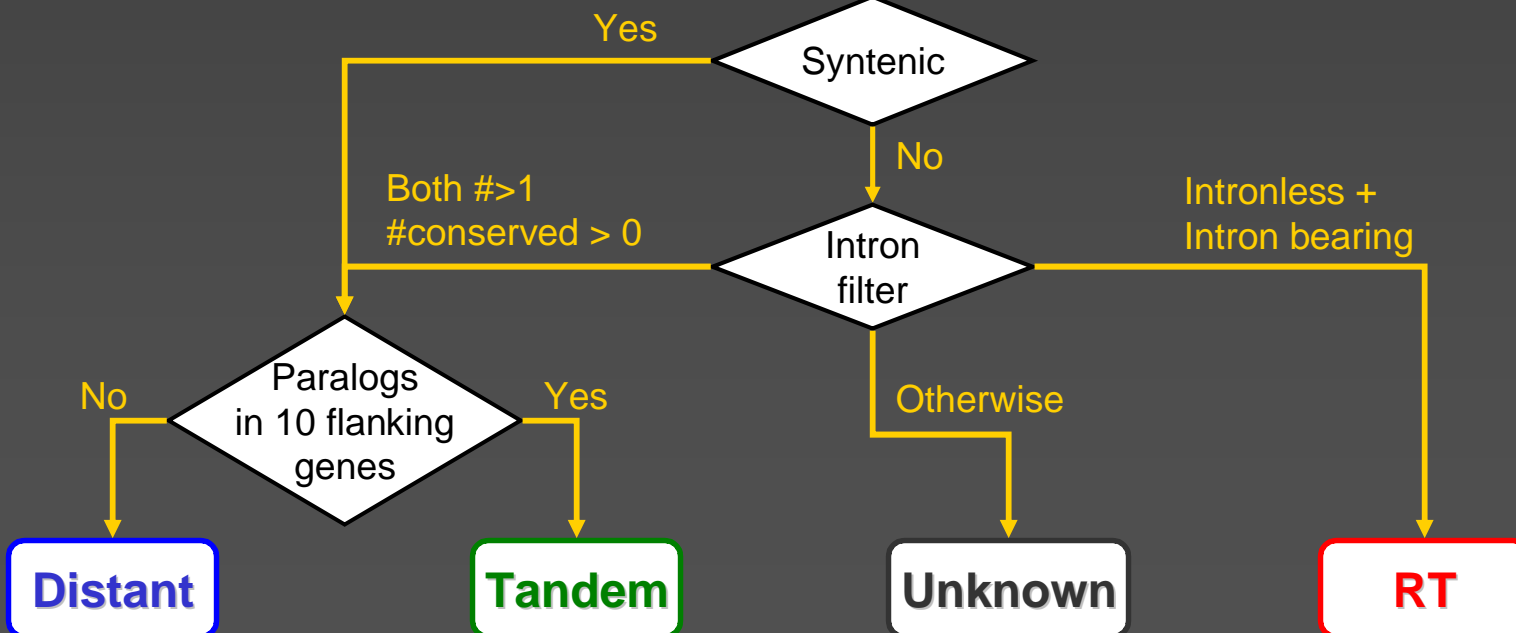 Yes
Syntenic
No
Both #>1
#conserved > 0
Intron
filter
Intronless +
Intron bearing
No
Paralogs
in 10 flanking
genes
Yes
Otherwise
Distant
Tandem
Unknown
RT